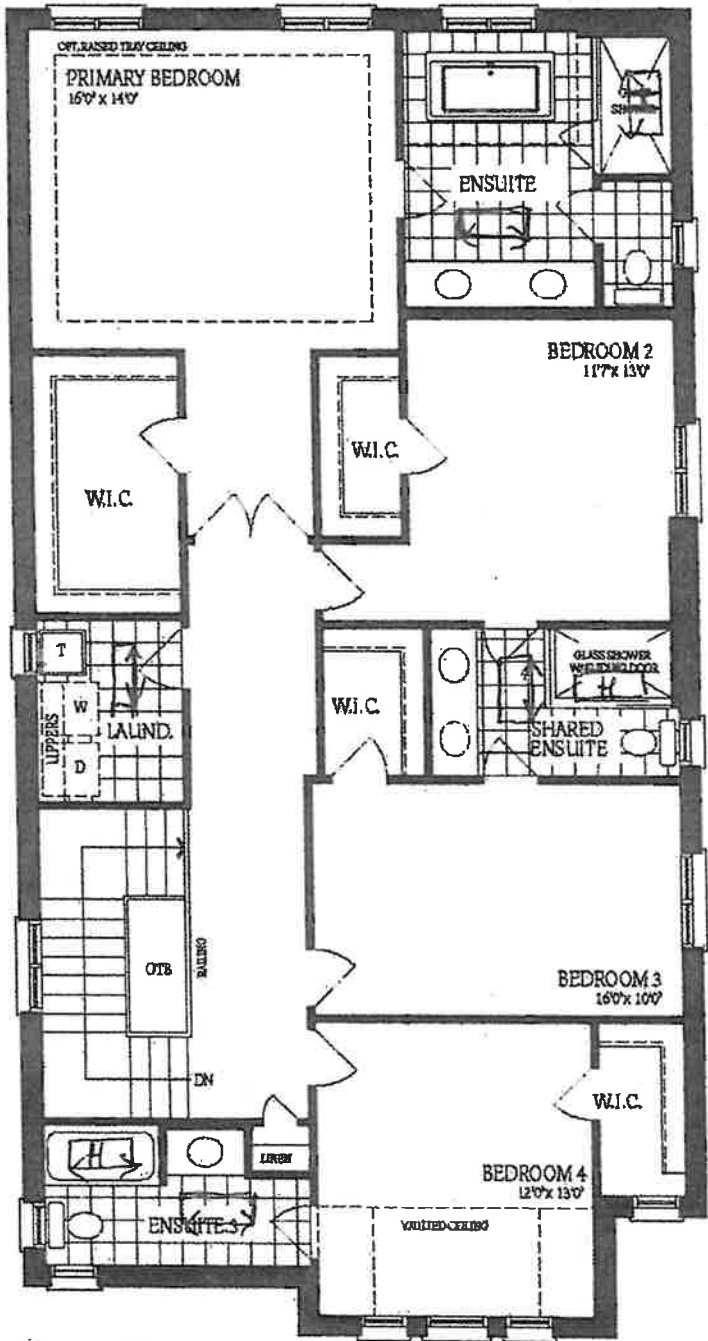 OPT. RAISED TRAY CEILING
PRIMARY BEDROOM
16'0" x 14'0"
ENSUITE
BEDROOM 2
11'7" x 13'0"
W.I.C.
W.I.C.
T
W
D
UPPERS
LAUND.
W.I.C.
GLASS SHOWER
W/SLIDING DOOR
H
SHARED
ENSUITE
OTB
RAILING
DN
BEDROOM 3
16'0" x 10'0"
W.I.C.
LINEN
H
BEDROOM 4
12'0" x 13'0"
ENSUITE 3
VAULTED CEILING